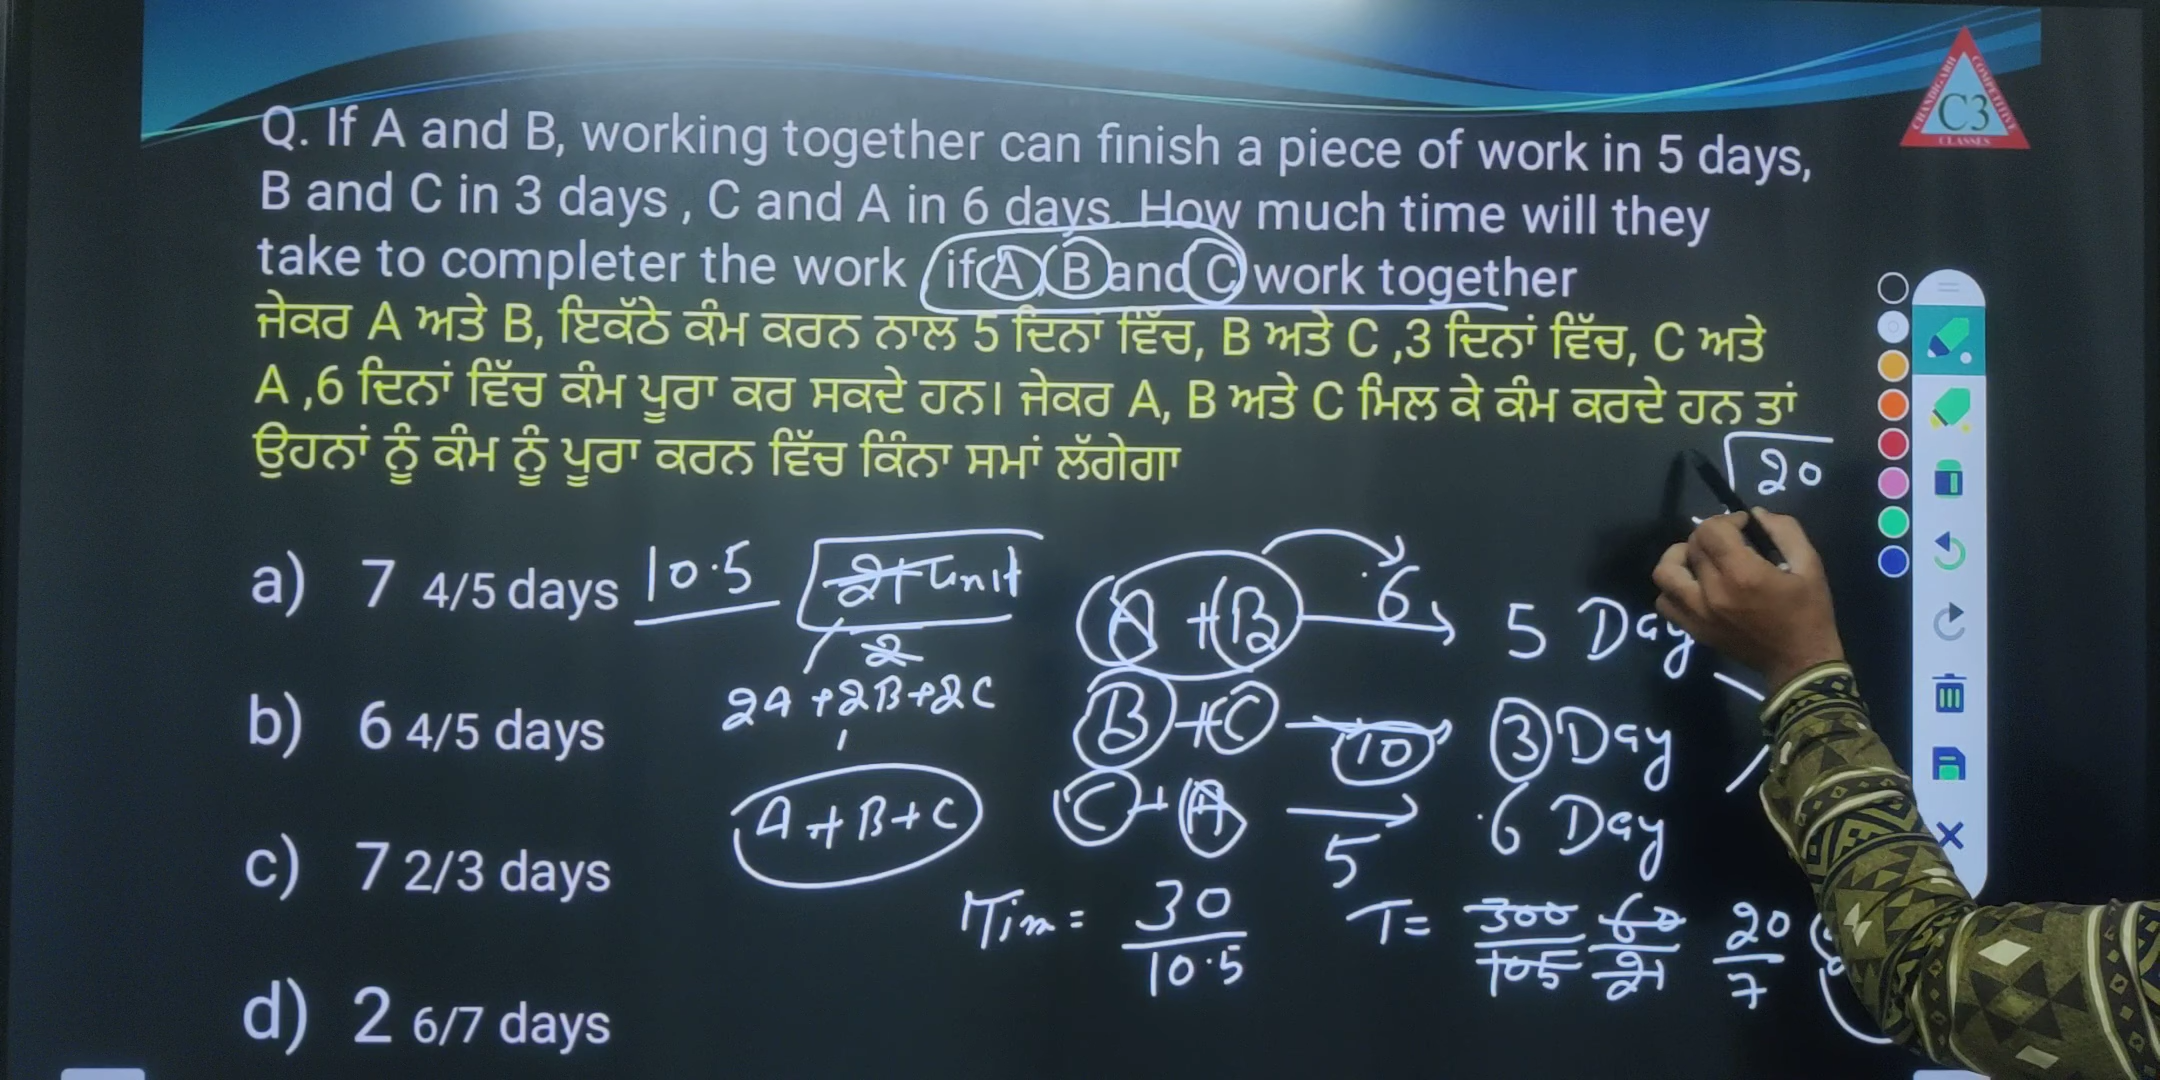 Q. If A and B, working together can finish a piece of work in 5 days,
B and C in 3 days , C and A in 6 days. How much time will they
take to completer the work if A, B and C work together
ਜੇਕਰ A ਅਤੇ B, ਇਕੱਠੇ ਕੰਮ ਕਰਨ ਨਾਲ 5 ਦਿਨਾਂ ਵਿੱਚ, B ਅਤੇ C ,3 ਦਿਨਾਂ ਵਿੱਚ, C ਅਤੇ
A ,6 ਦਿਨਾਂ ਵਿੱਚ ਕੰਮ ਪੂਰਾ ਕਰ ਸਕਦੇ ਹਨ। ਜੇਕਰ A, B ਅਤੇ C ਮਿਲ ਕੇ ਕੰਮ ਕਰਦੇ ਹਨ ਤਾਂ
ਉਹਨਾਂ ਨੂੰ ਕੰਮ ਨੂੰ ਪੂਰਾ ਕਰਨ ਵਿੱਚ ਕਿੰਨਾ ਸਮਾਂ ਲੱਗੇਗਾ
CHANDIGARH COMPETITIVE CLASSES
C3
20
a) 7 4/5 days
b) 6 4/5 days
c) 7 2/3 days
d) 2 6/7 days
10.5
21 Unit
2
2A+2B+2C
A+B+C
A+B 6 5 Day
B+C 10 3 Day
C+A 5 6 Day
Tim = 30/10.5
T= 300/105 60/21 20/7